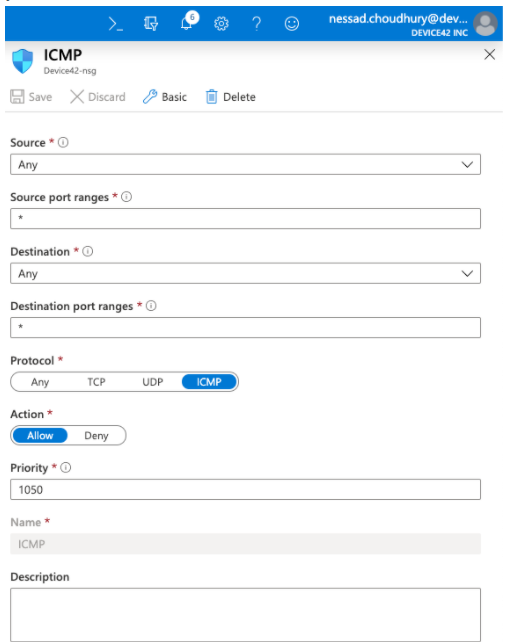 >_ 6 ? nessad.choudhury@dev...
DEVICE42 INC
ICMP
Device42-nsg
Save Discard Basic Delete
Source *
Any
Source port ranges *
*
Destination *
Any
Destination port ranges *
*
Protocol *
Any TCP UDP ICMP
Action *
Allow Deny
Priority *
1050
Name *
ICMP
Description